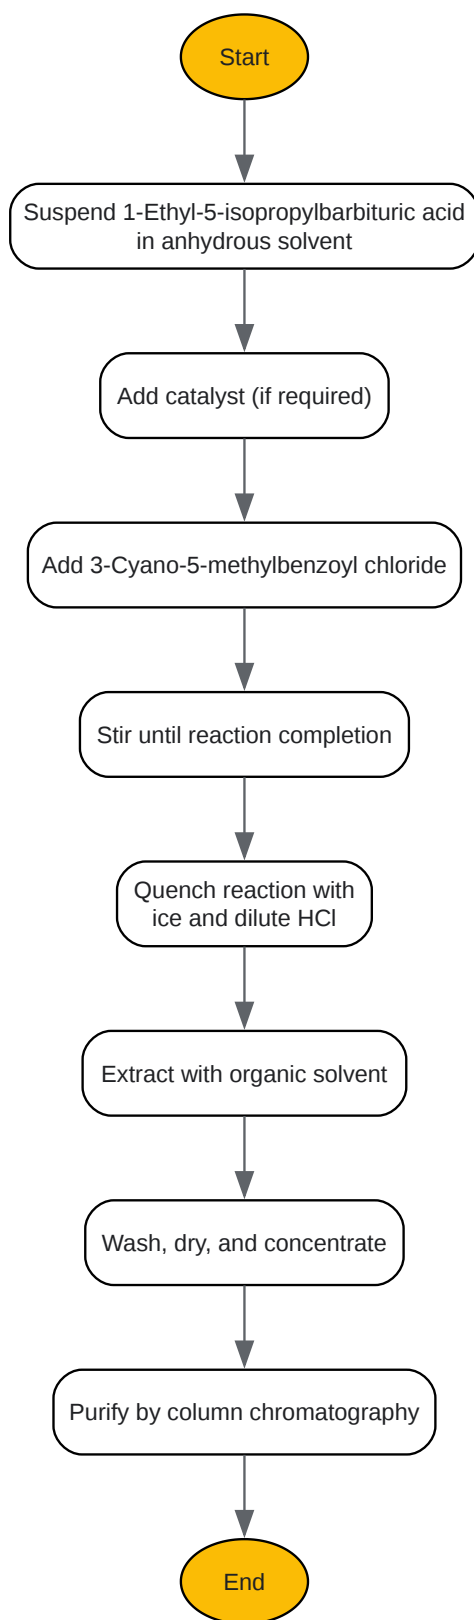 Start
Suspend 1-Ethyl-5-isopropylbarbituric acid
in anhydrous solvent
Add catalyst (if required)
Add 3-Cyano-5-methylbenzoyl chloride
Stir until reaction completion
Quench reaction with
ice and dilute HCl
Extract with organic solvent
Wash, dry, and concentrate
Purify by column chromatography
End